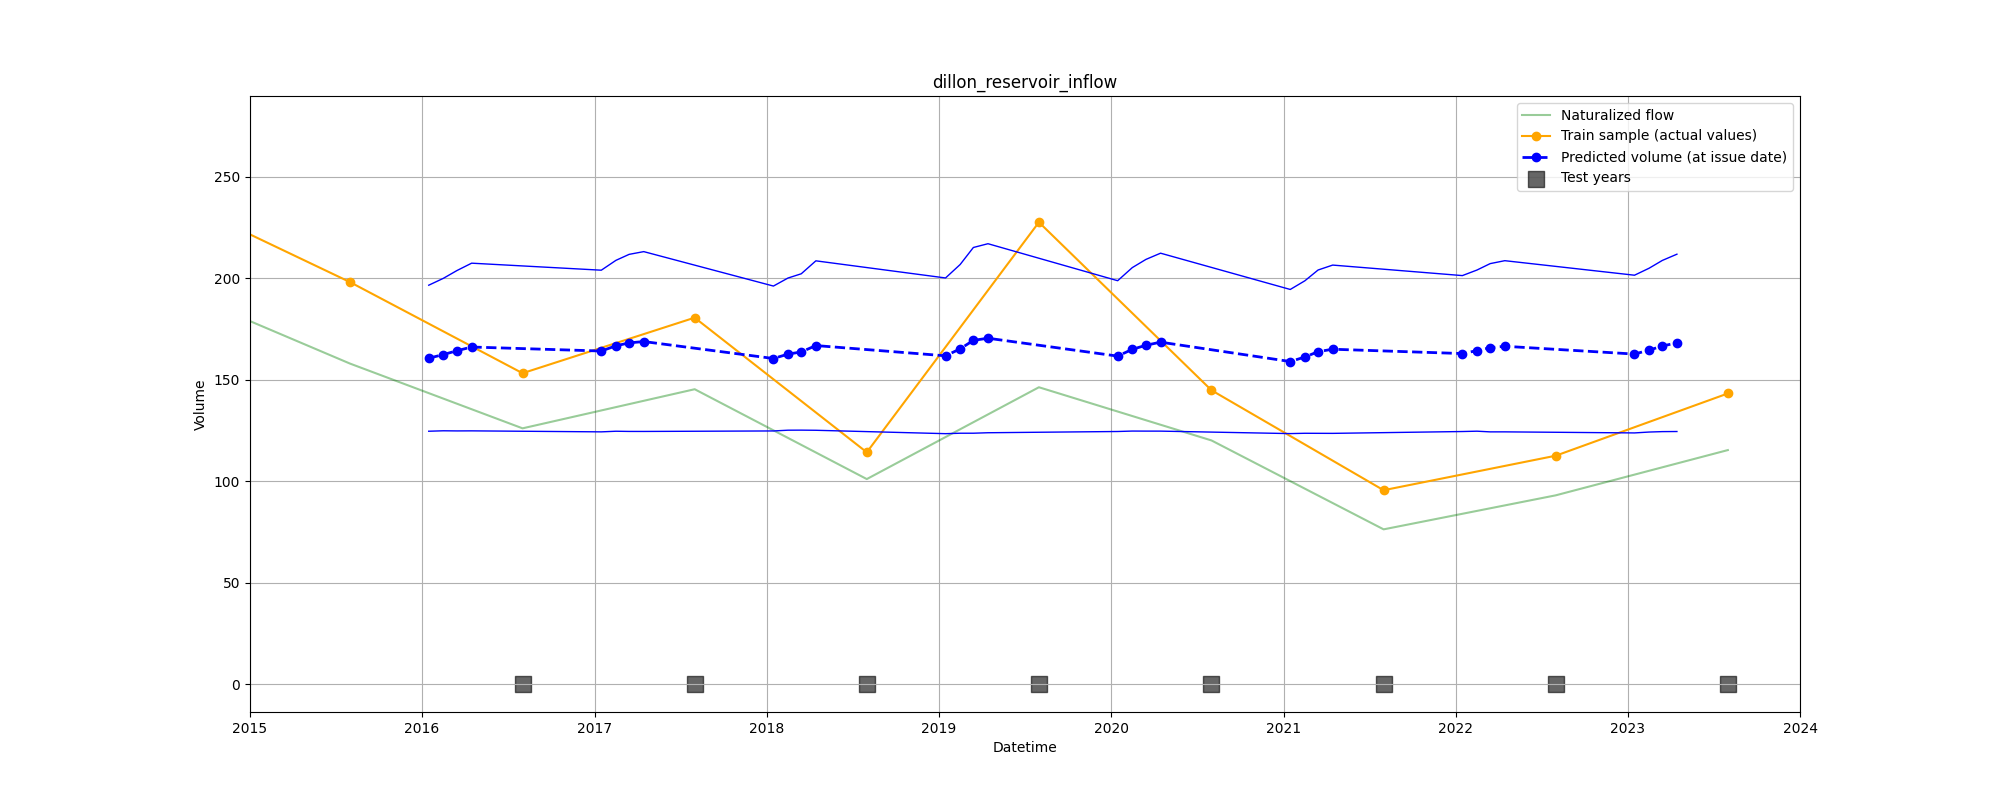 dillon_reservoir_inflow
Naturalized flow
Train sample (actual values)
Predicted volume (at issue date)
Test years
Volume
250
200
150
100
50
0
2015 2016 2017 2018 2019 2020 2021 2022 2023 2024
Datetime